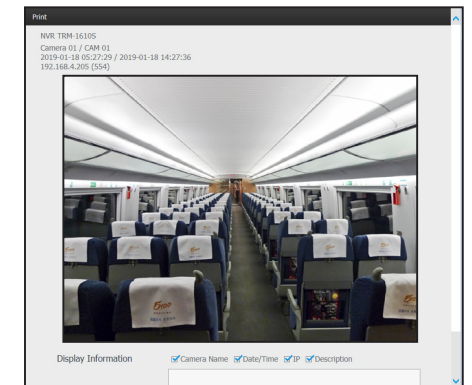 Print
NVR TRM-1610S
Camera 01 / CAM 01
2019-01-18 05:27:29 / 2019-01-18 14:27:36
192.168.4.205 (554)
Display Information
Camera Name
Date/Time
IP
Description